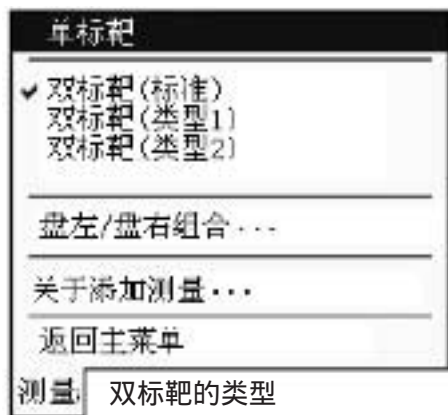 单标靶
✓双标靶(标准)
双标靶(类型1)
双标靶(类型2)
盘左/盘右组合···
关于添加测量···
返回主菜单
测量
双标靶的类型